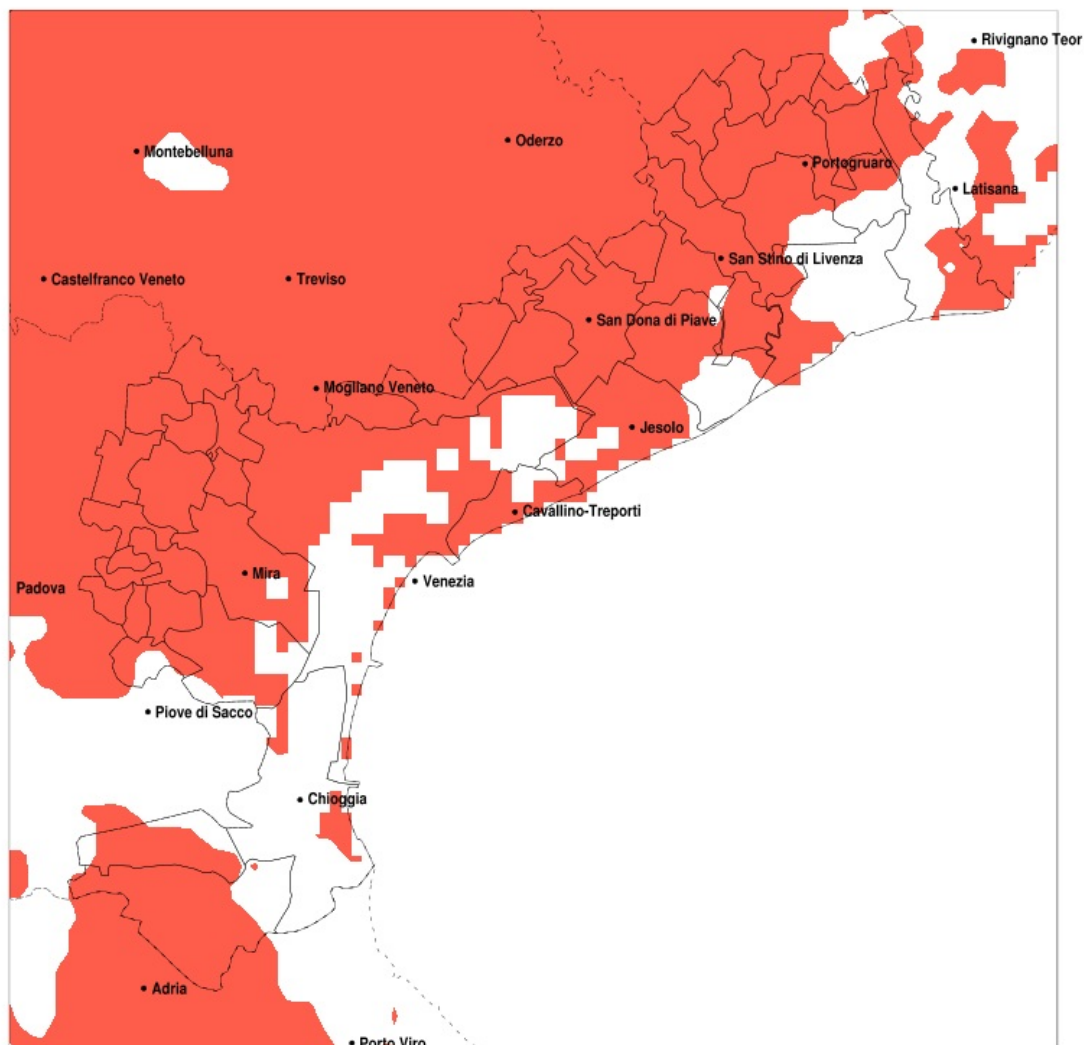 Rivignano Teor
Oderzo
Montebelluna
Portogruaro
Latisana
San Stino di Livenza
Castelfranco Veneto
Treviso
San Dona di Piave
Mogliano Veneto
Jesolo
Cavallino-Treporti
Mira
Venezia
Padova
Piove di Sacco
Chioggia
Adria
Porto Viro